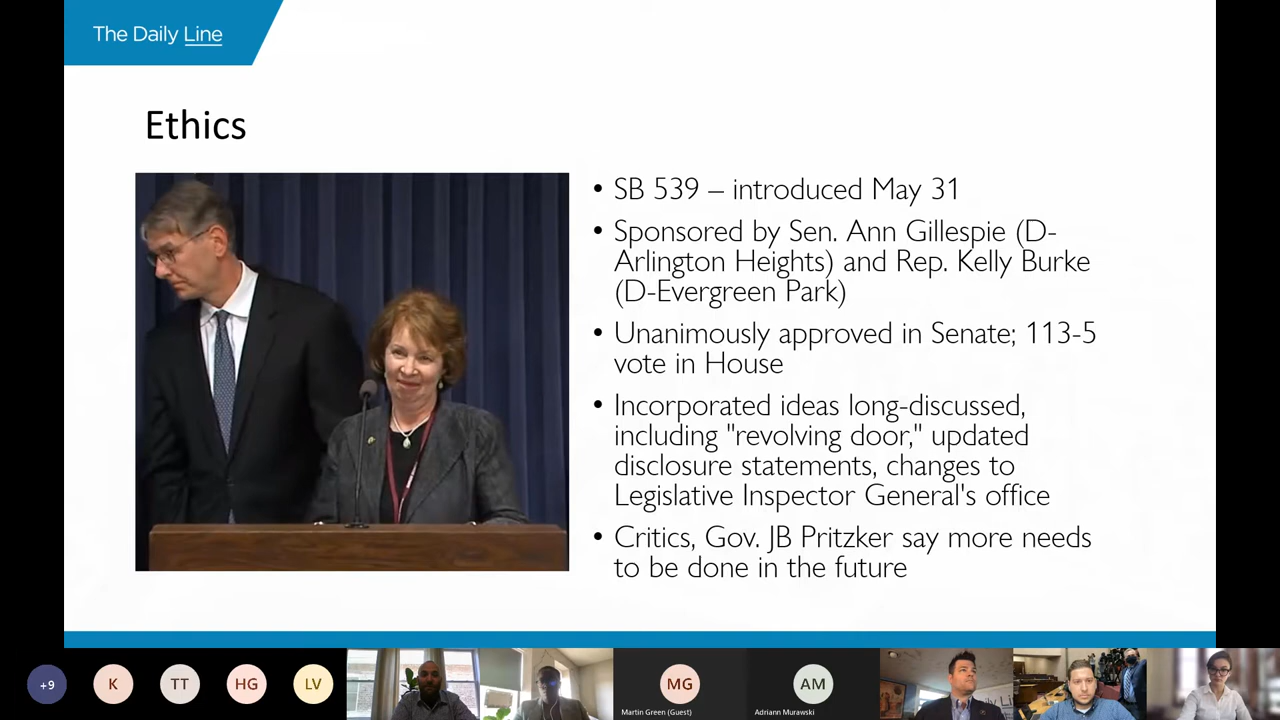 The Daily Line
Ethics
• SB 539 – introduced May 31
• Sponsored by Sen. Ann Gillespie (D-
Arlington Heights) and Rep. Kelly Burke
(D-Evergreen Park)
• Unanimously approved in Senate; 113-5
vote in House
• Incorporated ideas long-discussed,
including "revolving door," updated
disclosure statements, changes to
Legislative Inspector General's office
• Critics, Gov. JB Pritzker say more needs
to be done in the future
+9
K
TT
HG
LV
MG
Martin Green (Guest)
AM
Adriann Murawski